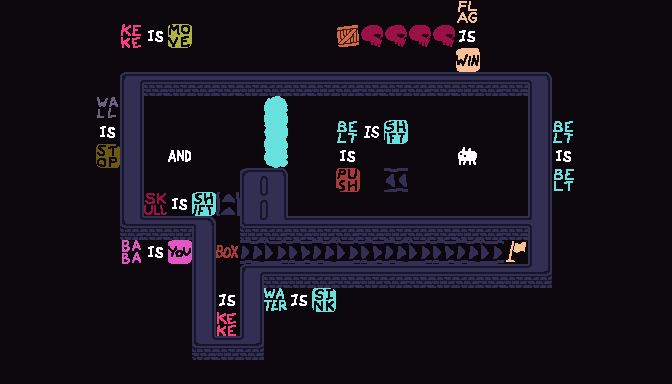 KEKE IS MOVE
FLAG IS WIN
WALL IS STOP
BELT IS SHIFT
IS
PUSH
AND
BELT IS BELT
SKULL IS SHIFT
BABA IS YOU
BOX IS KEKE
WATER IS SINK